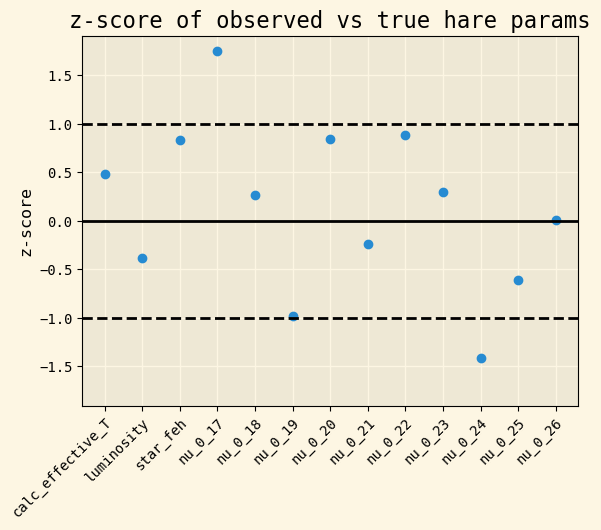 z-score of observed vs true hare params
z-score
1.5
1.0
0.5
0.0
−0.5
−1.0
−1.5
calc_effective_T
luminosity
star_feh
nu_0_17
nu_0_18
nu_0_19
nu_0_20
nu_0_21
nu_0_22
nu_0_23
nu_0_24
nu_0_25
nu_0_26